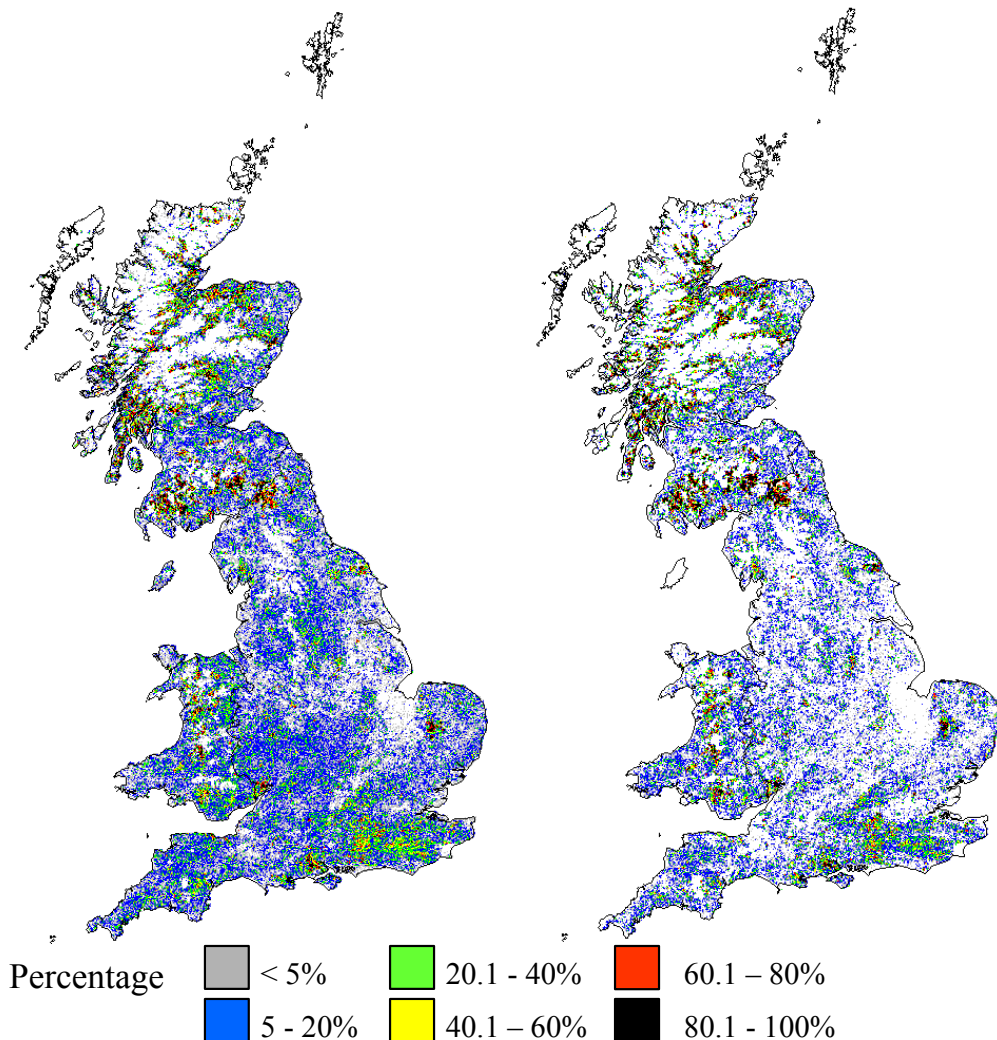 Percentage
< 5%
20.1 - 40%
60.1 – 80%
5 - 20%
40.1 – 60%
80.1 - 100%